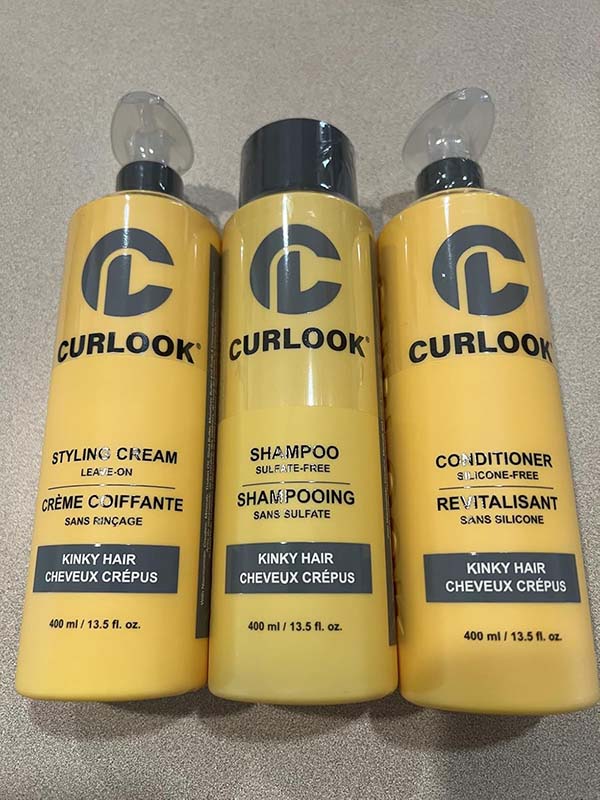 CURLOOK®
STYLING CREAM
LEAVE-ON
CRÈME COIFFANTE
SANS RINÇAGE
KINKY HAIR
CHEVEUX CRÉPUS
400 ml / 13.5 fl. oz.
CURLOOK®
SHAMPOO
SULFATE-FREE
SHAMPOOING
SANS SULFATE
KINKY HAIR
CHEVEUX CRÉPUS
400 ml / 13.5 fl. oz.
CURLOOK
CONDITIONER
SILICONE-FREE
REVITALISANT
SANS SILICONE
KINKY HAIR
CHEVEUX CRÉPUS
400 ml / 13.5 fl. oz.